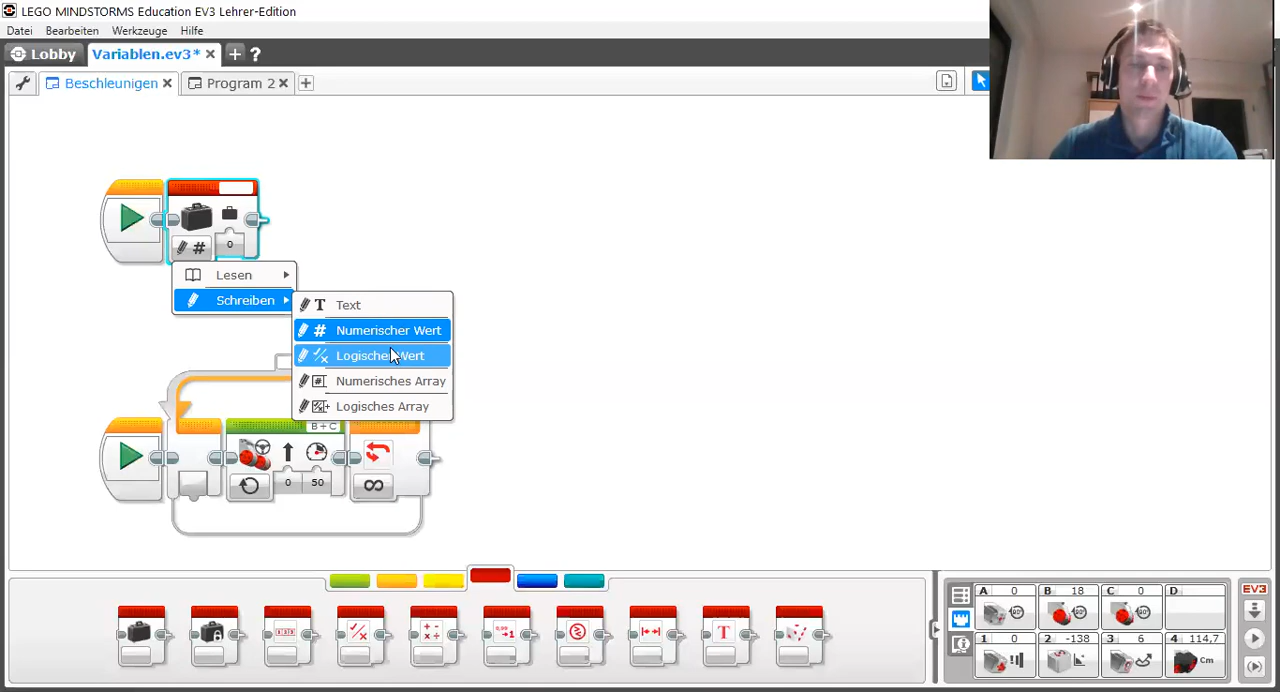 LEGO MINDSTORMS Education EV3 Lehrer-Edition
Datei Bearbeiten Werkzeuge Hilfe
Lobby Variablen.ev3* × + ?
Beschleunigen × Program 2 × +
# 0
Lesen
Schreiben
T Text
# Numerischer Wert
Logischer Wert
Numerisches Array
Logisches Array
B + C
0 50 ∞
EV3
A 0 B 18 C 0 D
1 0 2 -138 3 6 4 114,7
Cm
T